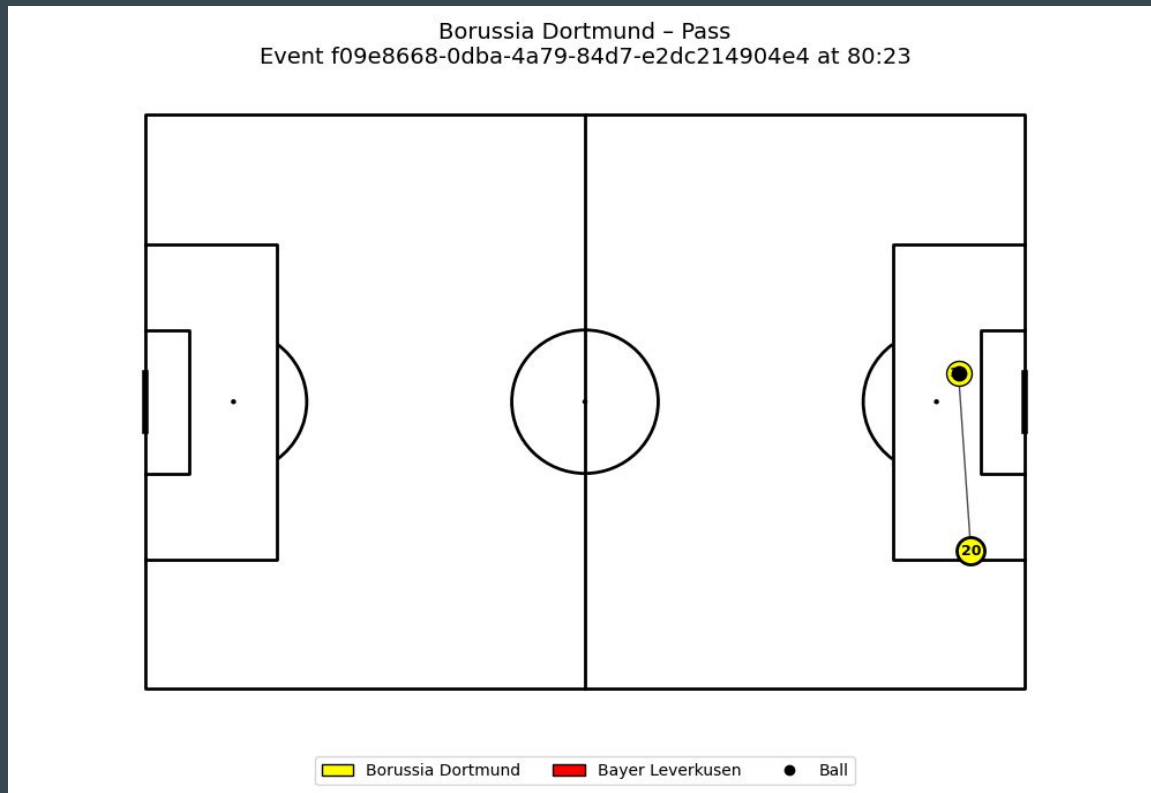 Borussia Dortmund – Pass
Event f09e8668-0dba-4a79-84d7-e2dc214904e4 at 80:23
20
Borussia Dortmund
Bayer Leverkusen
Ball